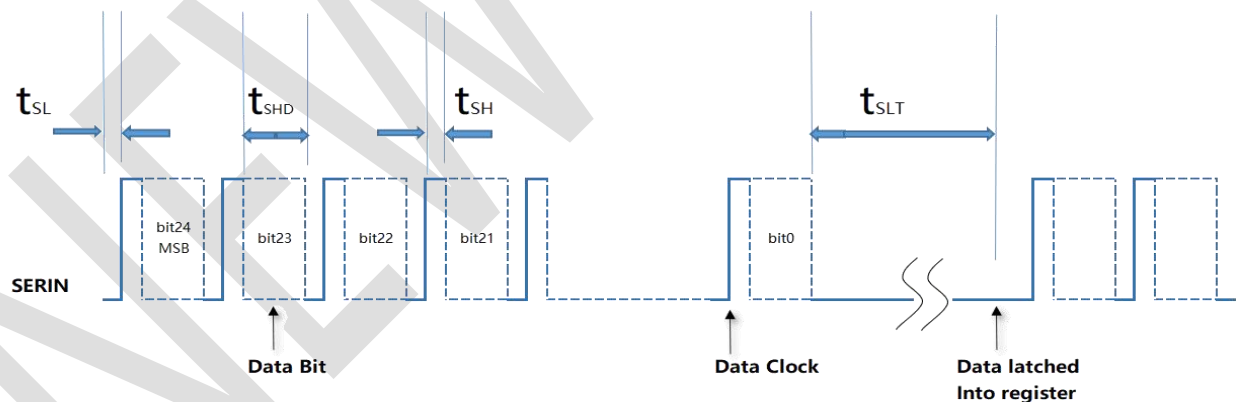 tSL
tSHD
tSH
tSLT
bit24
MSB
bit23
bit22
bit21
bit0
SERIN
Data Bit
Data Clock
Data latched
Into register